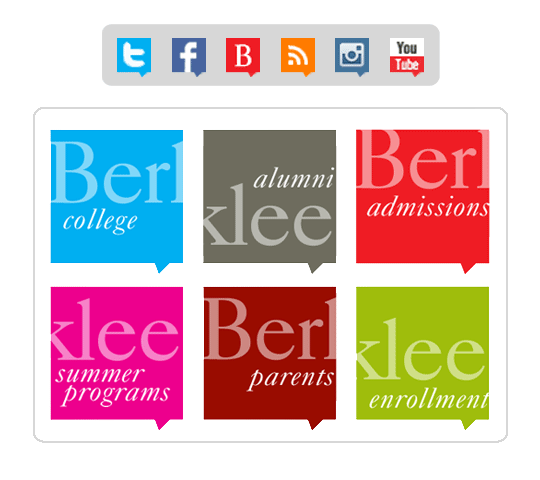 B
You
Tube
Berl
college
alumni
klee
Berl
admissions
klee
summer
programs
Berl
parents
klee
enrollment